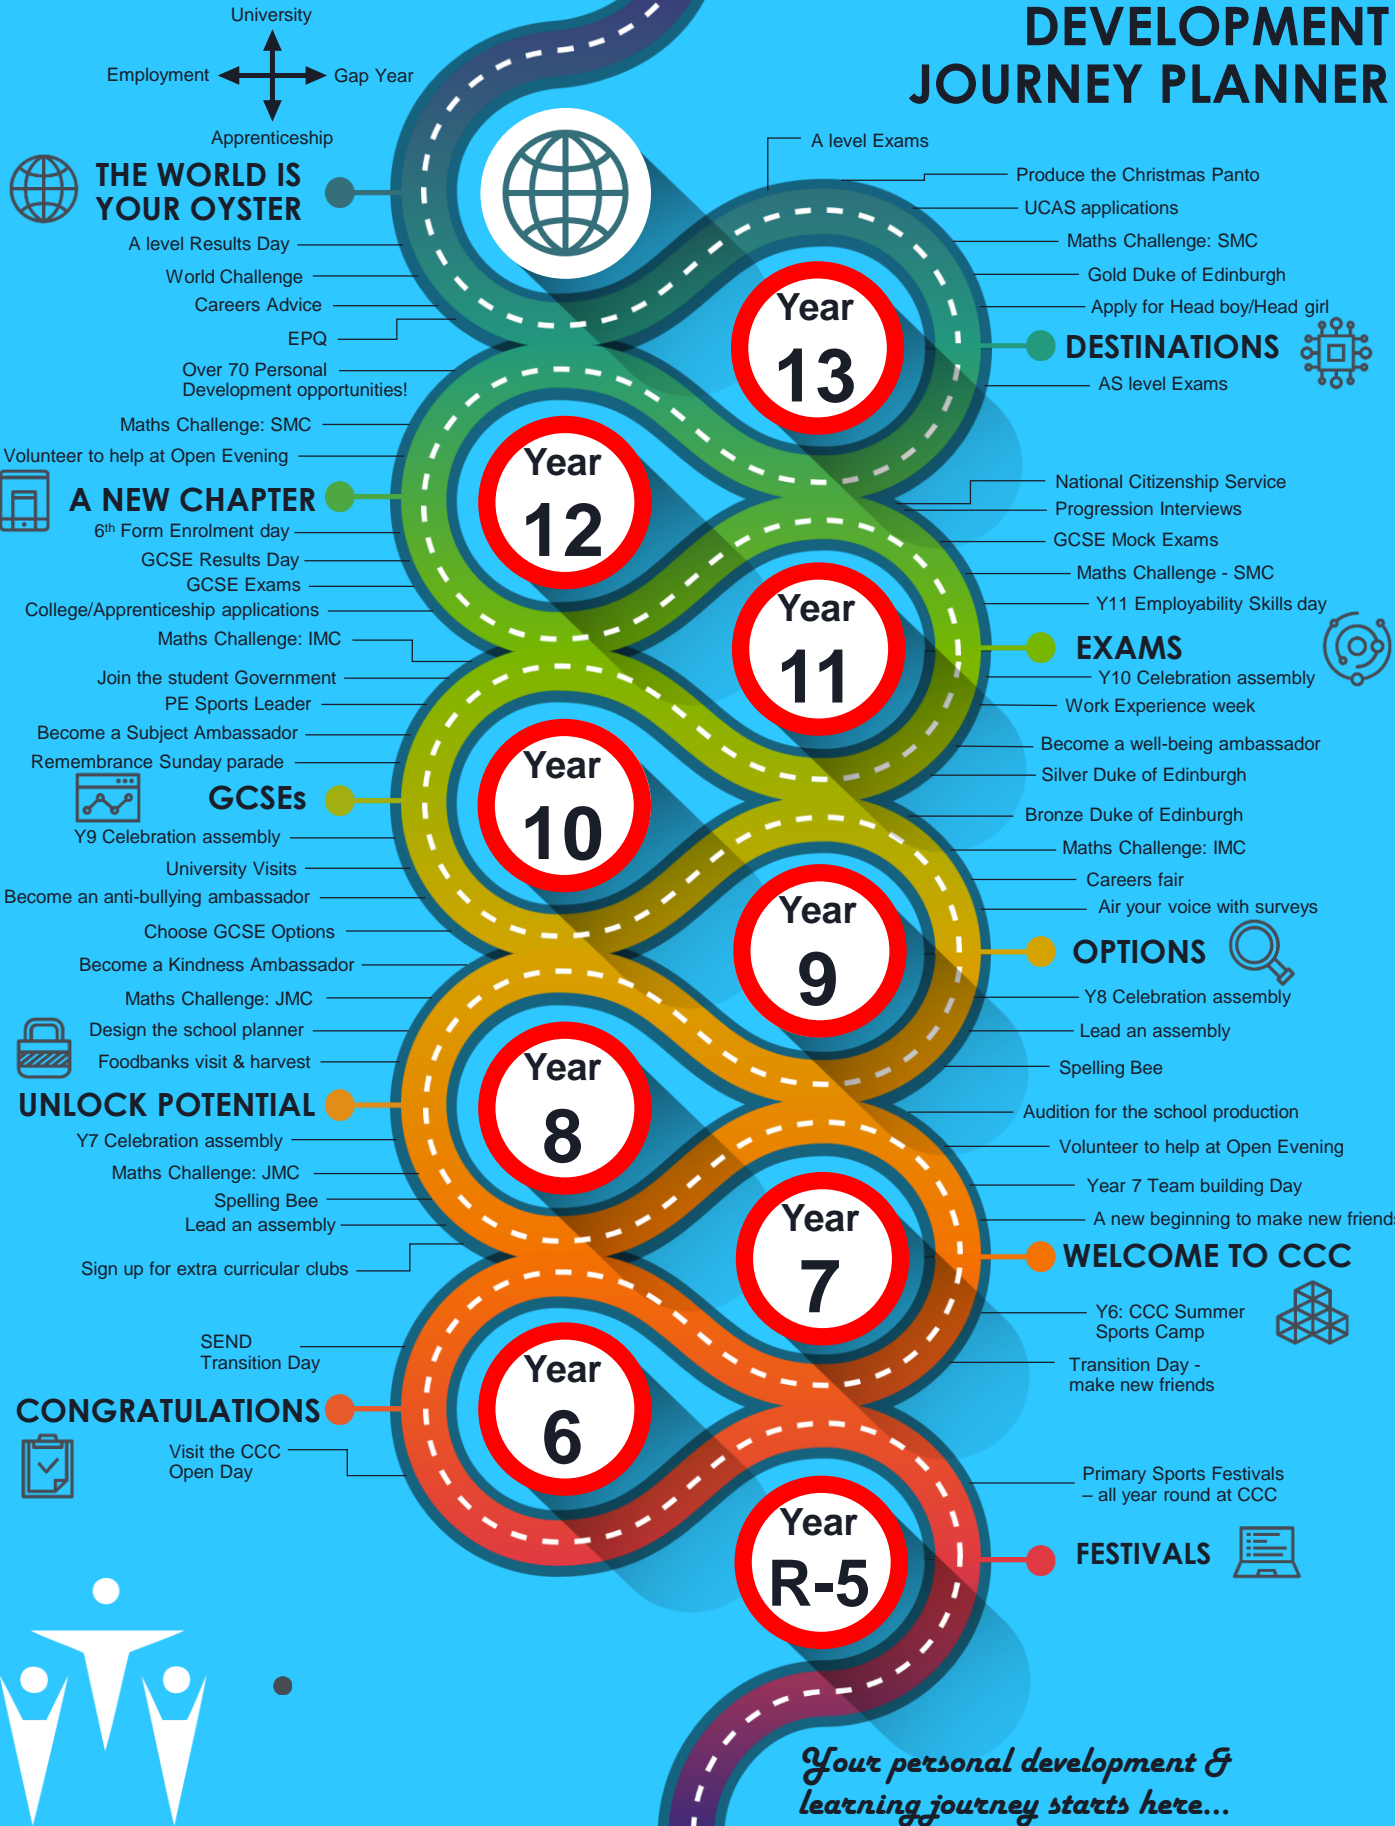 DEVELOPMENT
JOURNEY PLANNER
University
Employment
Gap Year
Apprenticeship
THE WORLD IS
YOUR OYSTER
A level Results Day
World Challenge
Careers Advice
EPQ
Over 70 Personal
Development opportunities!
Maths Challenge: SMC
Volunteer to help at Open Evening
A level Exams
Produce the Christmas Panto
UCAS applications
Maths Challenge: SMC
Gold Duke of Edinburgh
Apply for Head boy/Head girl
Year
13
DESTINATIONS
AS level Exams
Year
12
A NEW CHAPTER
6th Form Enrolment day
GCSE Results Day
GCSE Exams
College/Apprenticeship applications
Maths Challenge: IMC
Join the student Government
PE Sports Leader
Become a Subject Ambassador
Remembrance Sunday parade
National Citizenship Service
Progression Interviews
GCSE Mock Exams
Maths Challenge - SMC
Y11 Employability Skills day
Year
11
EXAMS
Y10 Celebration assembly
Work Experience week
Become a well-being ambassador
Silver Duke of Edinburgh
Year
10
GCSEs
Y9 Celebration assembly
University Visits
Become an anti-bullying ambassador
Choose GCSE Options
Become a Kindness Ambassador
Maths Challenge: JMC
Design the school planner
Foodbanks visit & harvest
Bronze Duke of Edinburgh
Maths Challenge: IMC
Careers fair
Air your voice with surveys
Year
9
OPTIONS
Y8 Celebration assembly
Lead an assembly
Spelling Bee
Year
8
UNLOCK POTENTIAL
Y7 Celebration assembly
Maths Challenge: JMC
Spelling Bee
Lead an assembly
Sign up for extra curricular clubs
Audition for the school production
Volunteer to help at Open Evening
Year 7 Team building Day
A new beginning to make new friends
Year
7
WELCOME TO CCC
Y6: CCC Summer
Sports Camp
Transition Day -
make new friends
SEND
Transition Day
Year
6
CONGRATULATIONS
Visit the CCC
Open Day
Primary Sports Festivals
– all year round at CCC
Year
R-5
FESTIVALS
Your personal development &
learning journey starts here...